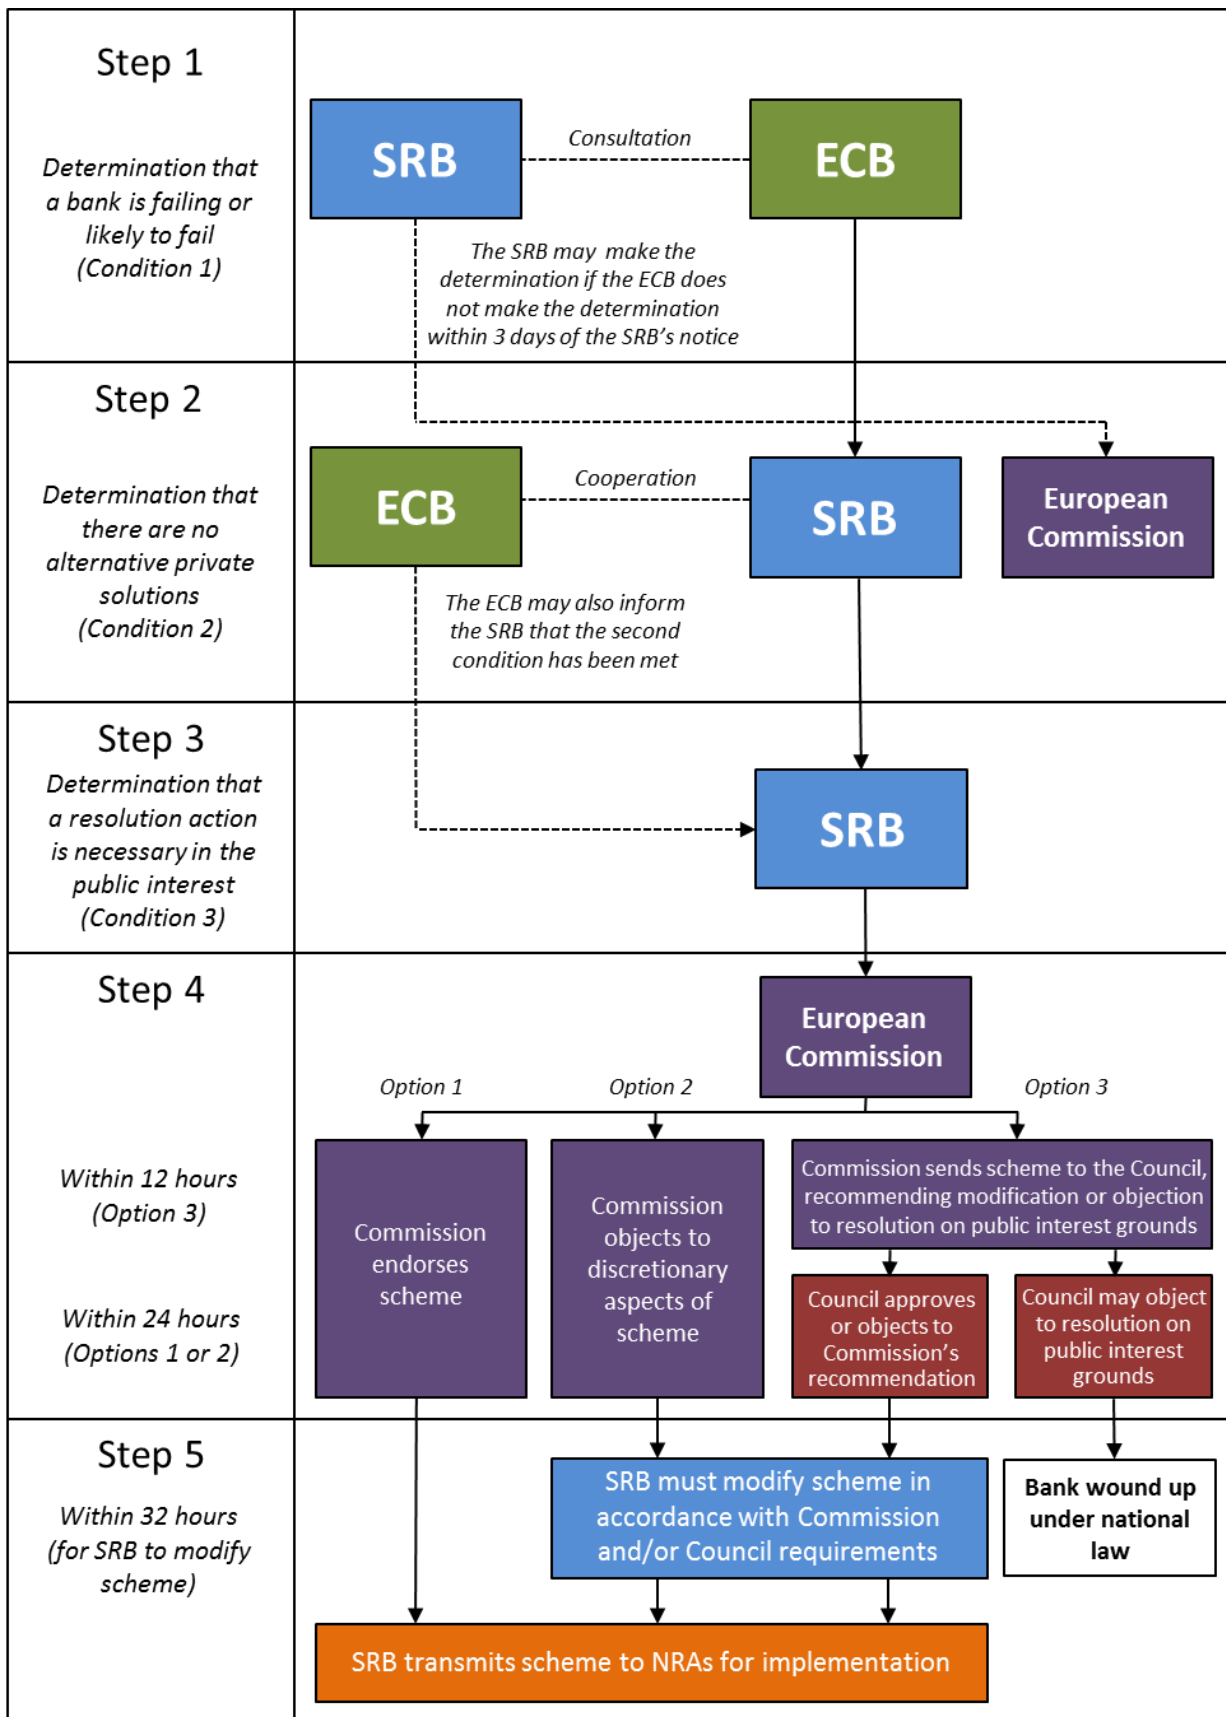 Step 1
Determination that
a bank is failing or
likely to fail
(Condition 1)
SRB
Consultation
ECB
The SRB may make the
determination if the ECB does
not make the determination
within 3 days of the SRB's notice
Step 2
Determination that
there are no
alternative private
solutions
(Condition 2)
ECB
Cooperation
SRB
European
Commission
The ECB may also inform
the SRB that the second
condition has been met
Step 3
Determination that
a resolution action
is necessary in the
public interest
(Condition 3)
SRB
Step 4
European
Commission
Option 1
Option 2
Option 3
Within 12 hours
(Option 3)
Within 24 hours
(Options 1 or 2)
Commission
endorses
scheme
Commission
objects to
discretionary
aspects of
scheme
Commission sends scheme to the Council,
recommending modification or objection
to resolution on public interest grounds
Council approves
or objects to
Commission's
recommendation
Council may object
to resolution on
public interest
grounds
Step 5
Within 32 hours
(for SRB to modify
scheme)
SRB must modify scheme in
accordance with Commission
and/or Council requirements
Bank wound up
under national
law
SRB transmits scheme to NRAs for implementation